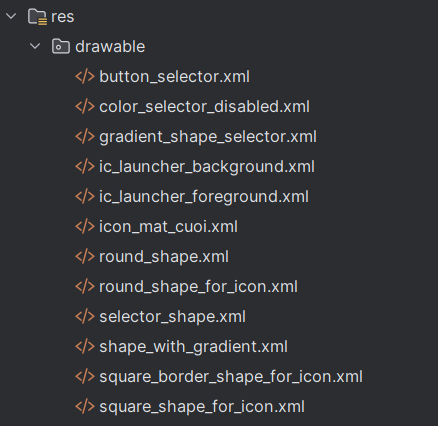 res
drawable
button_selector.xml
color_selector_disabled.xml
gradient_shape_selector.xml
ic_launcher_background.xml
ic_launcher_foreground.xml
icon_mat_cuoi.xml
round_shape.xml
round_shape_for_icon.xml
selector_shape.xml
shape_with_gradient.xml
square_border_shape_for_icon.xml
square_shape_for_icon.xml